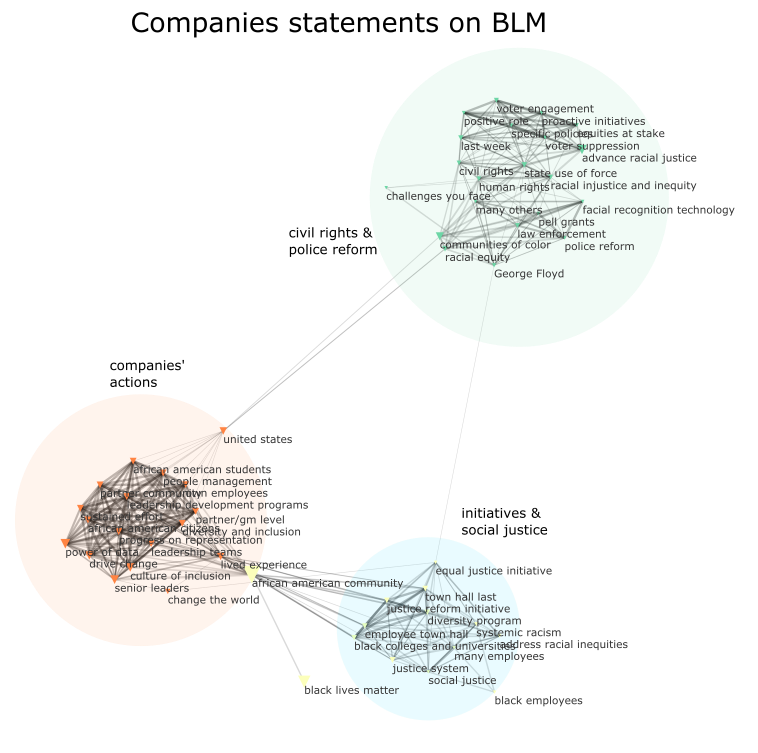 Companies statements on BLM
voter engagement
positive role
proactive initiatives
specific policies
equities at stake
last week
voter suppression
advance racial justice
civil rights
state use of force
human rights
racial injustice and inequity
challenges you face
many others
facial recognition technology
pell grants
law enforcement
civil rights &
police reform
communities of color
police reform
racial equity
George Floyd
companies'
actions
united states
african american students
people management
partner community
own employees
leadership development programs
sustained effort
partner/gm level
african american citizens
diversity and inclusion
progress on representation
power of data
leadership teams
drive change
lived experience
culture of inclusion
senior leaders
change the world
african american community
initiatives &
social justice
equal justice initiative
town hall last
justice reform initiative
diversity program
employee town hall
systemic racism
black colleges and universities
address racial inequities
many employees
justice system
social justice
black lives matter
black employees